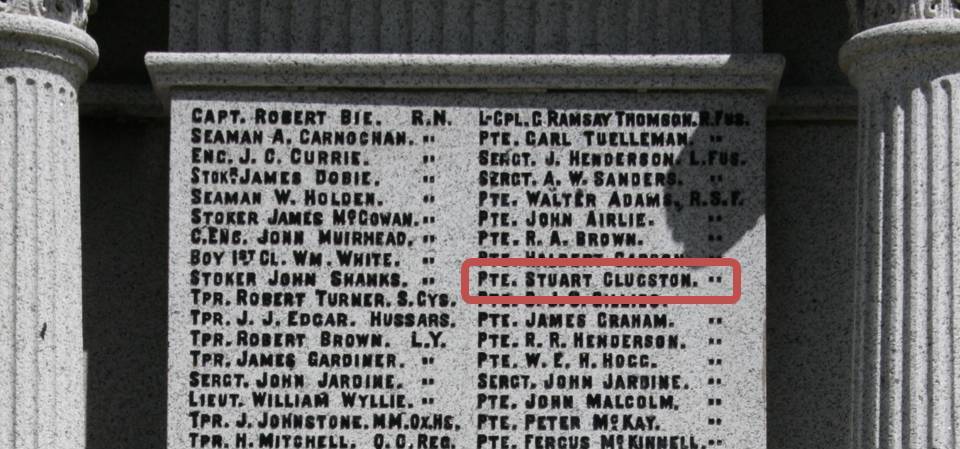 CAPT. ROBERT BIE. R.N.
SEAMAN A. CARNOCHAN. "
ENG. J. C. CURRIE. "
STOKR JAMES DOBIE. "
SEAMAN W. HOLDEN. "
STOKER JAMES McGOWAN. "
C.ENG. JOHN MUIRHEAD. "
BOY 1ST CL. WM. WHITE. "
STOKER JOHN SHANKS. "
TPR. ROBERT TURNER. S.GYS.
TPR. J. J. EDGAR. HUSSARS.
TPR. ROBERT BROWN. L.Y.
TPR. JAMES GARDINER. "
SERGT. JOHN JARDINE. "
LIEUT. WILLIAM WYLLIE. "
TPR. J. JOHNSTONE, M.M. OX.HS.
TPR. H. MITCHELL. O.O. REG.
L-CPL. G. RAMSAY THOMSON. R.FUS.
PTE. CARL TUELLEMAN. "
SERGT. J. HENDERSON. L.FUS.
SERGT. A. W. SANDERS. "
PTE. WALTER ADAMS, R.S.F.
PTE. JOHN AIRLIE. "
PTE. R. A. BROWN. "
PTE. STUART CLUGSTON. "
PTE. JAMES GRAHAM. "
PTE. R. R. HENDERSON. "
PTE. W. E. H. HOGG. "
SERGT. JOHN JARDINE. "
PTE. JOHN MALCOLM. "
PTE. PETER McKAY. "
PTE. FERGUS McKINNELL. "